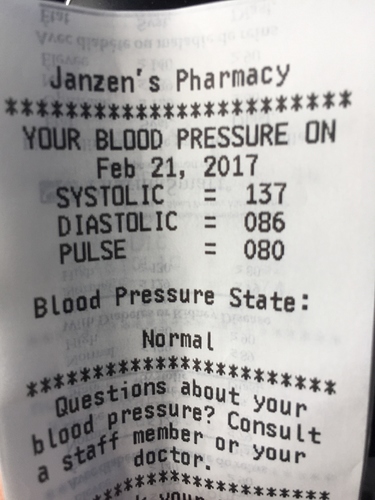 Janzen's Pharmacy
************************
YOUR BLOOD PRESSURE ON
Feb 21, 2017
SYSTOLIC = 137
DIASTOLIC = 086
PULSE = 080
Blood Pressure State:
Normal
************************
Questions about your
blood pressure? Consult
a staff member or your
doctor.
************************